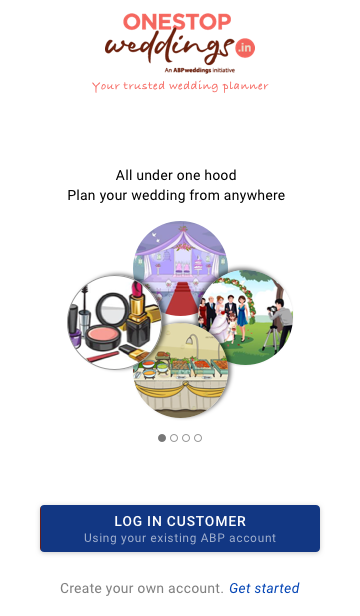 ONESTOP
weddings.in
An ABPweddings initiative
Your trusted wedding planner
All under one hood
Plan your wedding from anywhere
LOG IN CUSTOMER
Using your existing ABP account
Create your own account. Get started